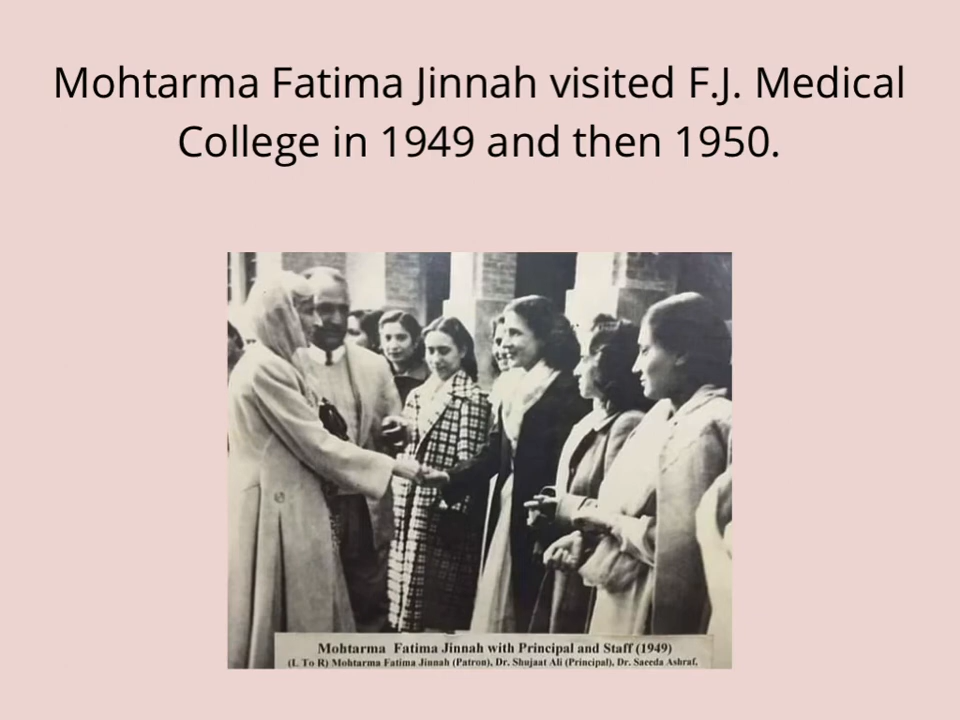 Mohtarma Fatima Jinnah visited F.J. Medical
College in 1949 and then 1950.
Mohtarma Fatima Jinnah with Principal and Staff (1949)
(L To R) Mohtarma Fatima Jinnah (Patron), Dr. Shujaat Ali (Principal), Dr. Saeeda Ashraf,